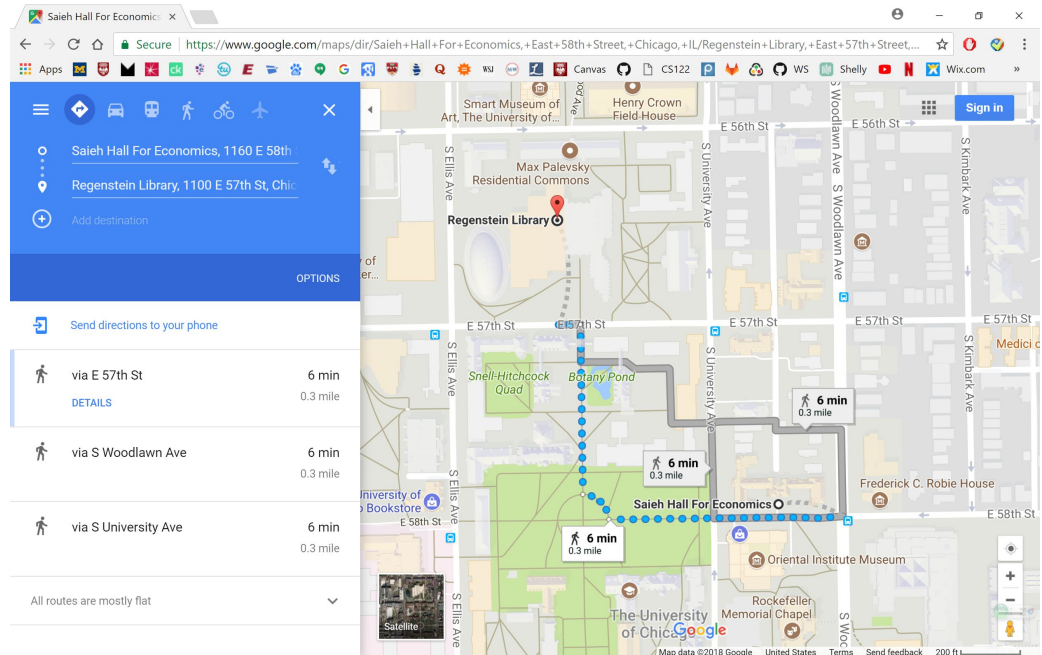 Saieh Hall For Economics
Secure
https://www.google.com/maps/dir/Saieh+Hall+For+Economics,+East+58th+Street,+Chicago,+IL/Regenstein+Library,+East+57th+Street,...
Apps
ck
Q
WSJ
Canvas
CS122
WS
Shelly
Wix.com
»
Saieh Hall For Economics, 1160 E 58th
Regenstein Library, 1100 E 57th St, Chic
Add destination
OPTIONS
Send directions to your phone
via E 57th St
6 min
DETAILS
0.3 mile
via S Woodlawn Ave
6 min
0.3 mile
via S University Ave
6 min
0.3 mile
All routes are mostly flat
Satellite
Sign in
Smart Museum of
Art, The University of...
Henry Crown
Field House
E 56th St
E 56th St
S Woodlawn Ave
S Woodlawn Ave
S Ellis Ave
S University Ave
S Kimbark Ave
Max Palevsky
Residential Commons
Regenstein Library
E 57th St
E 57th St
E 57th St
E 57th St
E 57th St
Medici
S Ellis Ave
Snell-Hitchcock
Quad
Botany Pond
S University Ave
S Kimbark Ave
6 min
0.3 mile
6 min
0.3 mile
Saieh Hall For Economics
Frederick C. Robie House
University of
Bookstore
E 58th St
S Ellis Ave
E 58th St
6 min
0.3 mile
Oriental Institute Museum
S Ellis Ave
The University
of Chicago
Rockefeller
Memorial Chapel
Google
Map data ©2018 Google
United States
Terms
Send feedback
200 ft